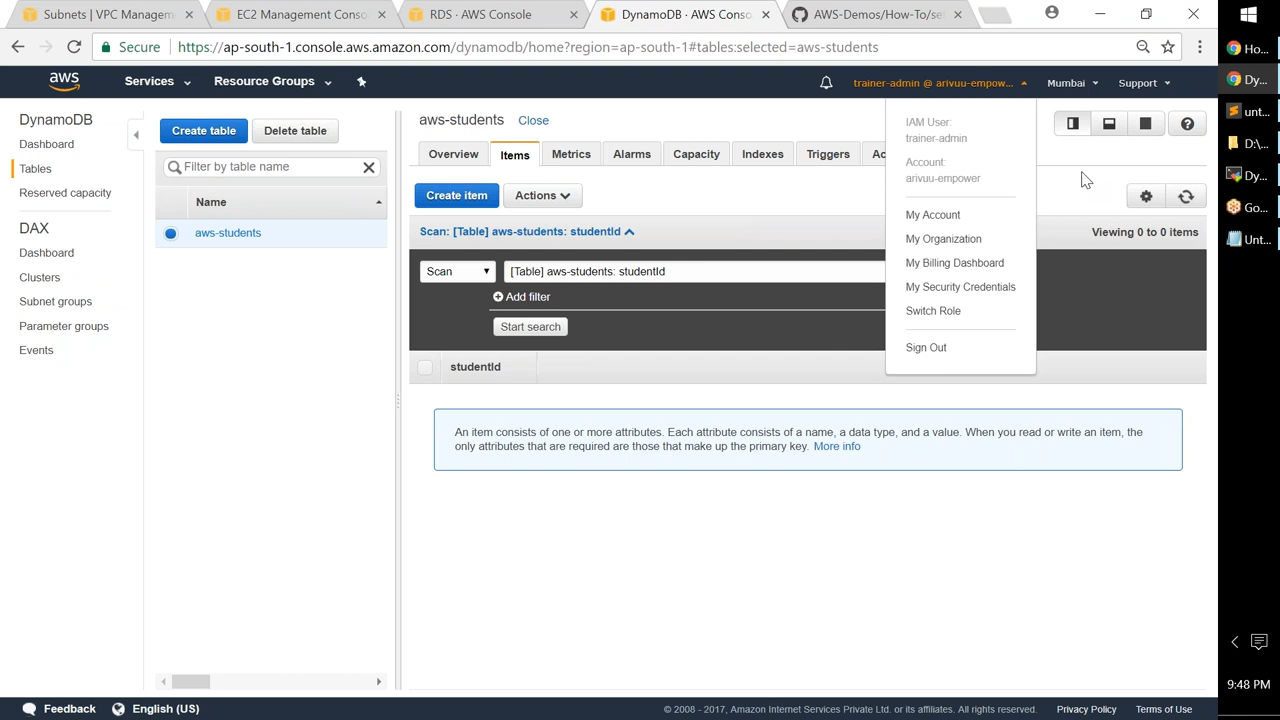 Subnets | VPC Managem
EC2 Management Conso
RDS · AWS Console
DynamoDB · AWS Conso
AWS-Demos/How-To/se
Secure
https://ap-south-1.console.aws.amazon.com/dynamodb/home?region=ap-south-1#tables:selected=aws-students
aws
Services
Resource Groups
trainer-admin @ arivuu-empow...
Mumbai
Support
DynamoDB
Dashboard
Tables
Reserved capacity
DAX
Dashboard
Clusters
Subnet groups
Parameter groups
Events
Create table
Delete table
Filter by table name
Name
aws-students
aws-students
Close
Overview
Items
Metrics
Alarms
Capacity
Indexes
Triggers
Ac
Create item
Actions
Scan: [Table] aws-students: studentId
Viewing 0 to 0 items
Scan
[Table] aws-students: studentId
Add filter
Start search
studentId
An item consists of one or more attributes. Each attribute consists of a name, a data type, and a value. When you read or write an item, the
only attributes that are required are those that make up the primary key. More info
IAM User:
trainer-admin
Account:
arivuu-empower
My Account
My Organization
My Billing Dashboard
My Security Credentials
Switch Role
Sign Out
Feedback
English (US)
© 2008 - 2017, Amazon Internet Services Private Ltd. or its affiliates. All rights reserved.
Privacy Policy
Terms of Use
Ho...
Dy...
unt...
D:\...
Dy...
Go...
Unt...
9:48 PM